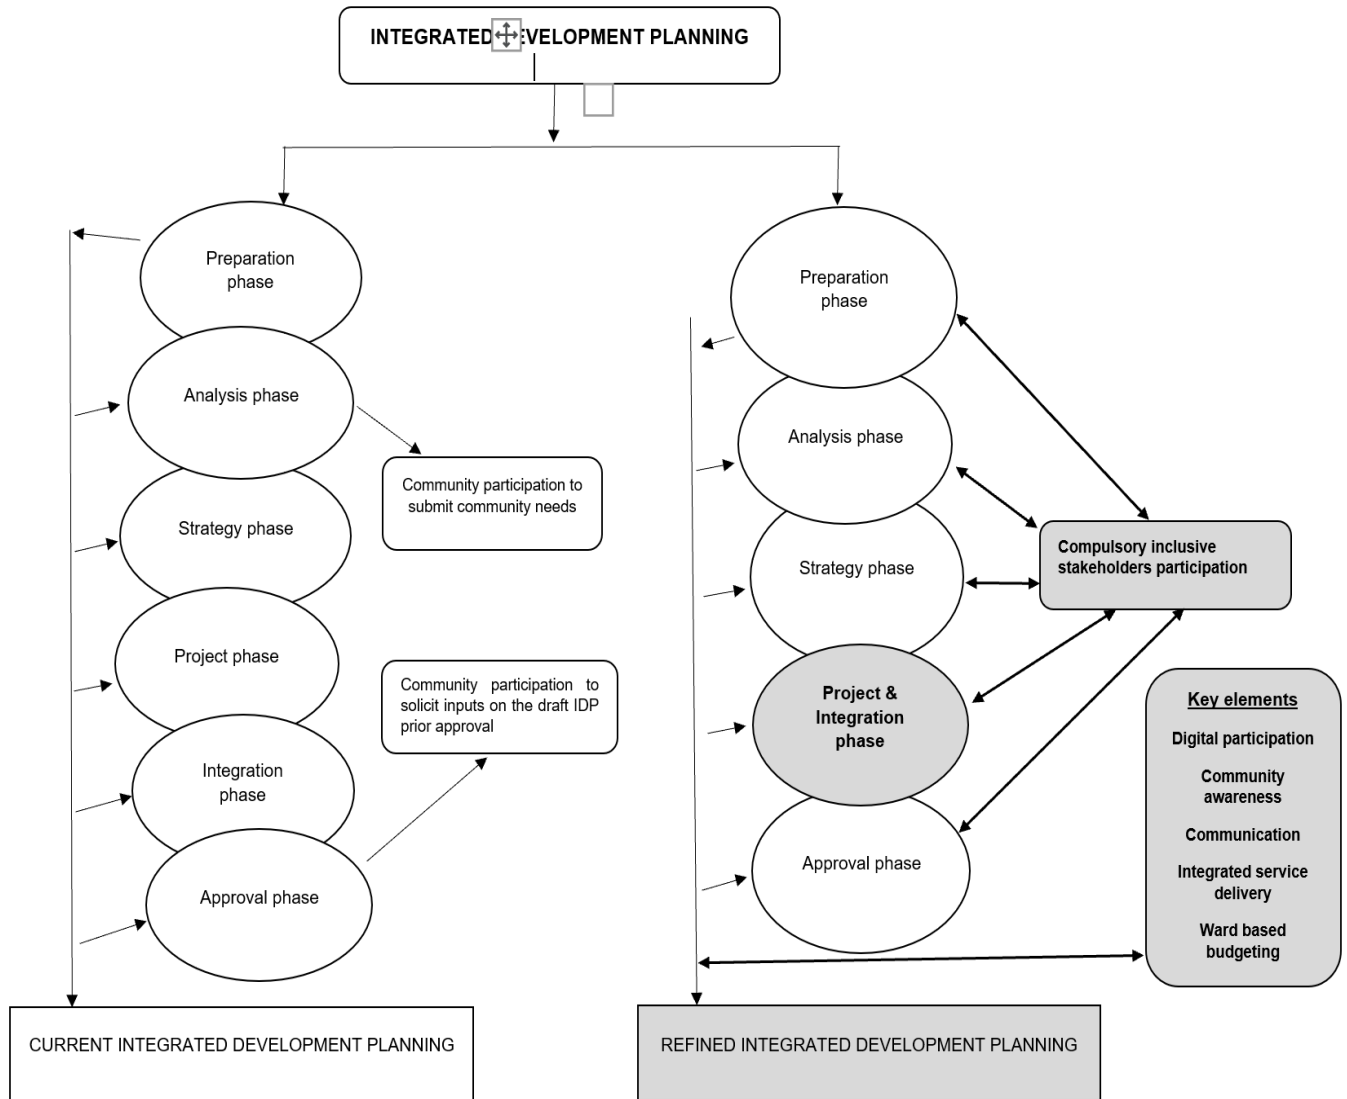 INTEGRATED DEVELOPMENT PLANNING
Preparation
phase
Analysis phase
Strategy phase
Project phase
Integration
phase
Approval phase
Community participation to
submit community needs
Community participation to
solicit inputs on the draft IDP
prior approval
CURRENT INTEGRATED DEVELOPMENT PLANNING
Preparation
phase
Analysis phase
Strategy phase
Project &
Integration
phase
Approval phase
Compulsory inclusive
stakeholders participation
Key elements
Digital participation
Community
awareness
Communication
Integrated service
delivery
Ward based
budgeting
REFINED INTEGRATED DEVELOPMENT PLANNING